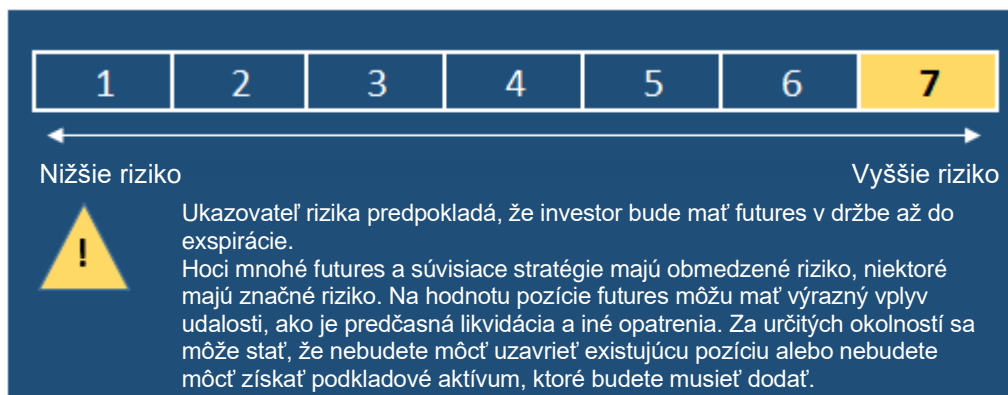 1 2 3 4 5 6 7
Nižšie riziko Vyššie riziko
!
Ukazovateľ rizika predpokladá, že investor bude mať futures v držbe až do
exspirácie.
Hoci mnohé futures a súvisiace stratégie majú obmedzené riziko, niektoré
majú značné riziko. Na hodnotu pozície futures môžu mať výrazný vplyv
udalosti, ako je predčasná likvidácia a iné opatrenia. Za určitých okolností sa
môže stať, že nebudete môcť uzavrieť existujúcu pozíciu alebo nebudete
môcť získať podkladové aktívum, ktoré budete musieť dodať.